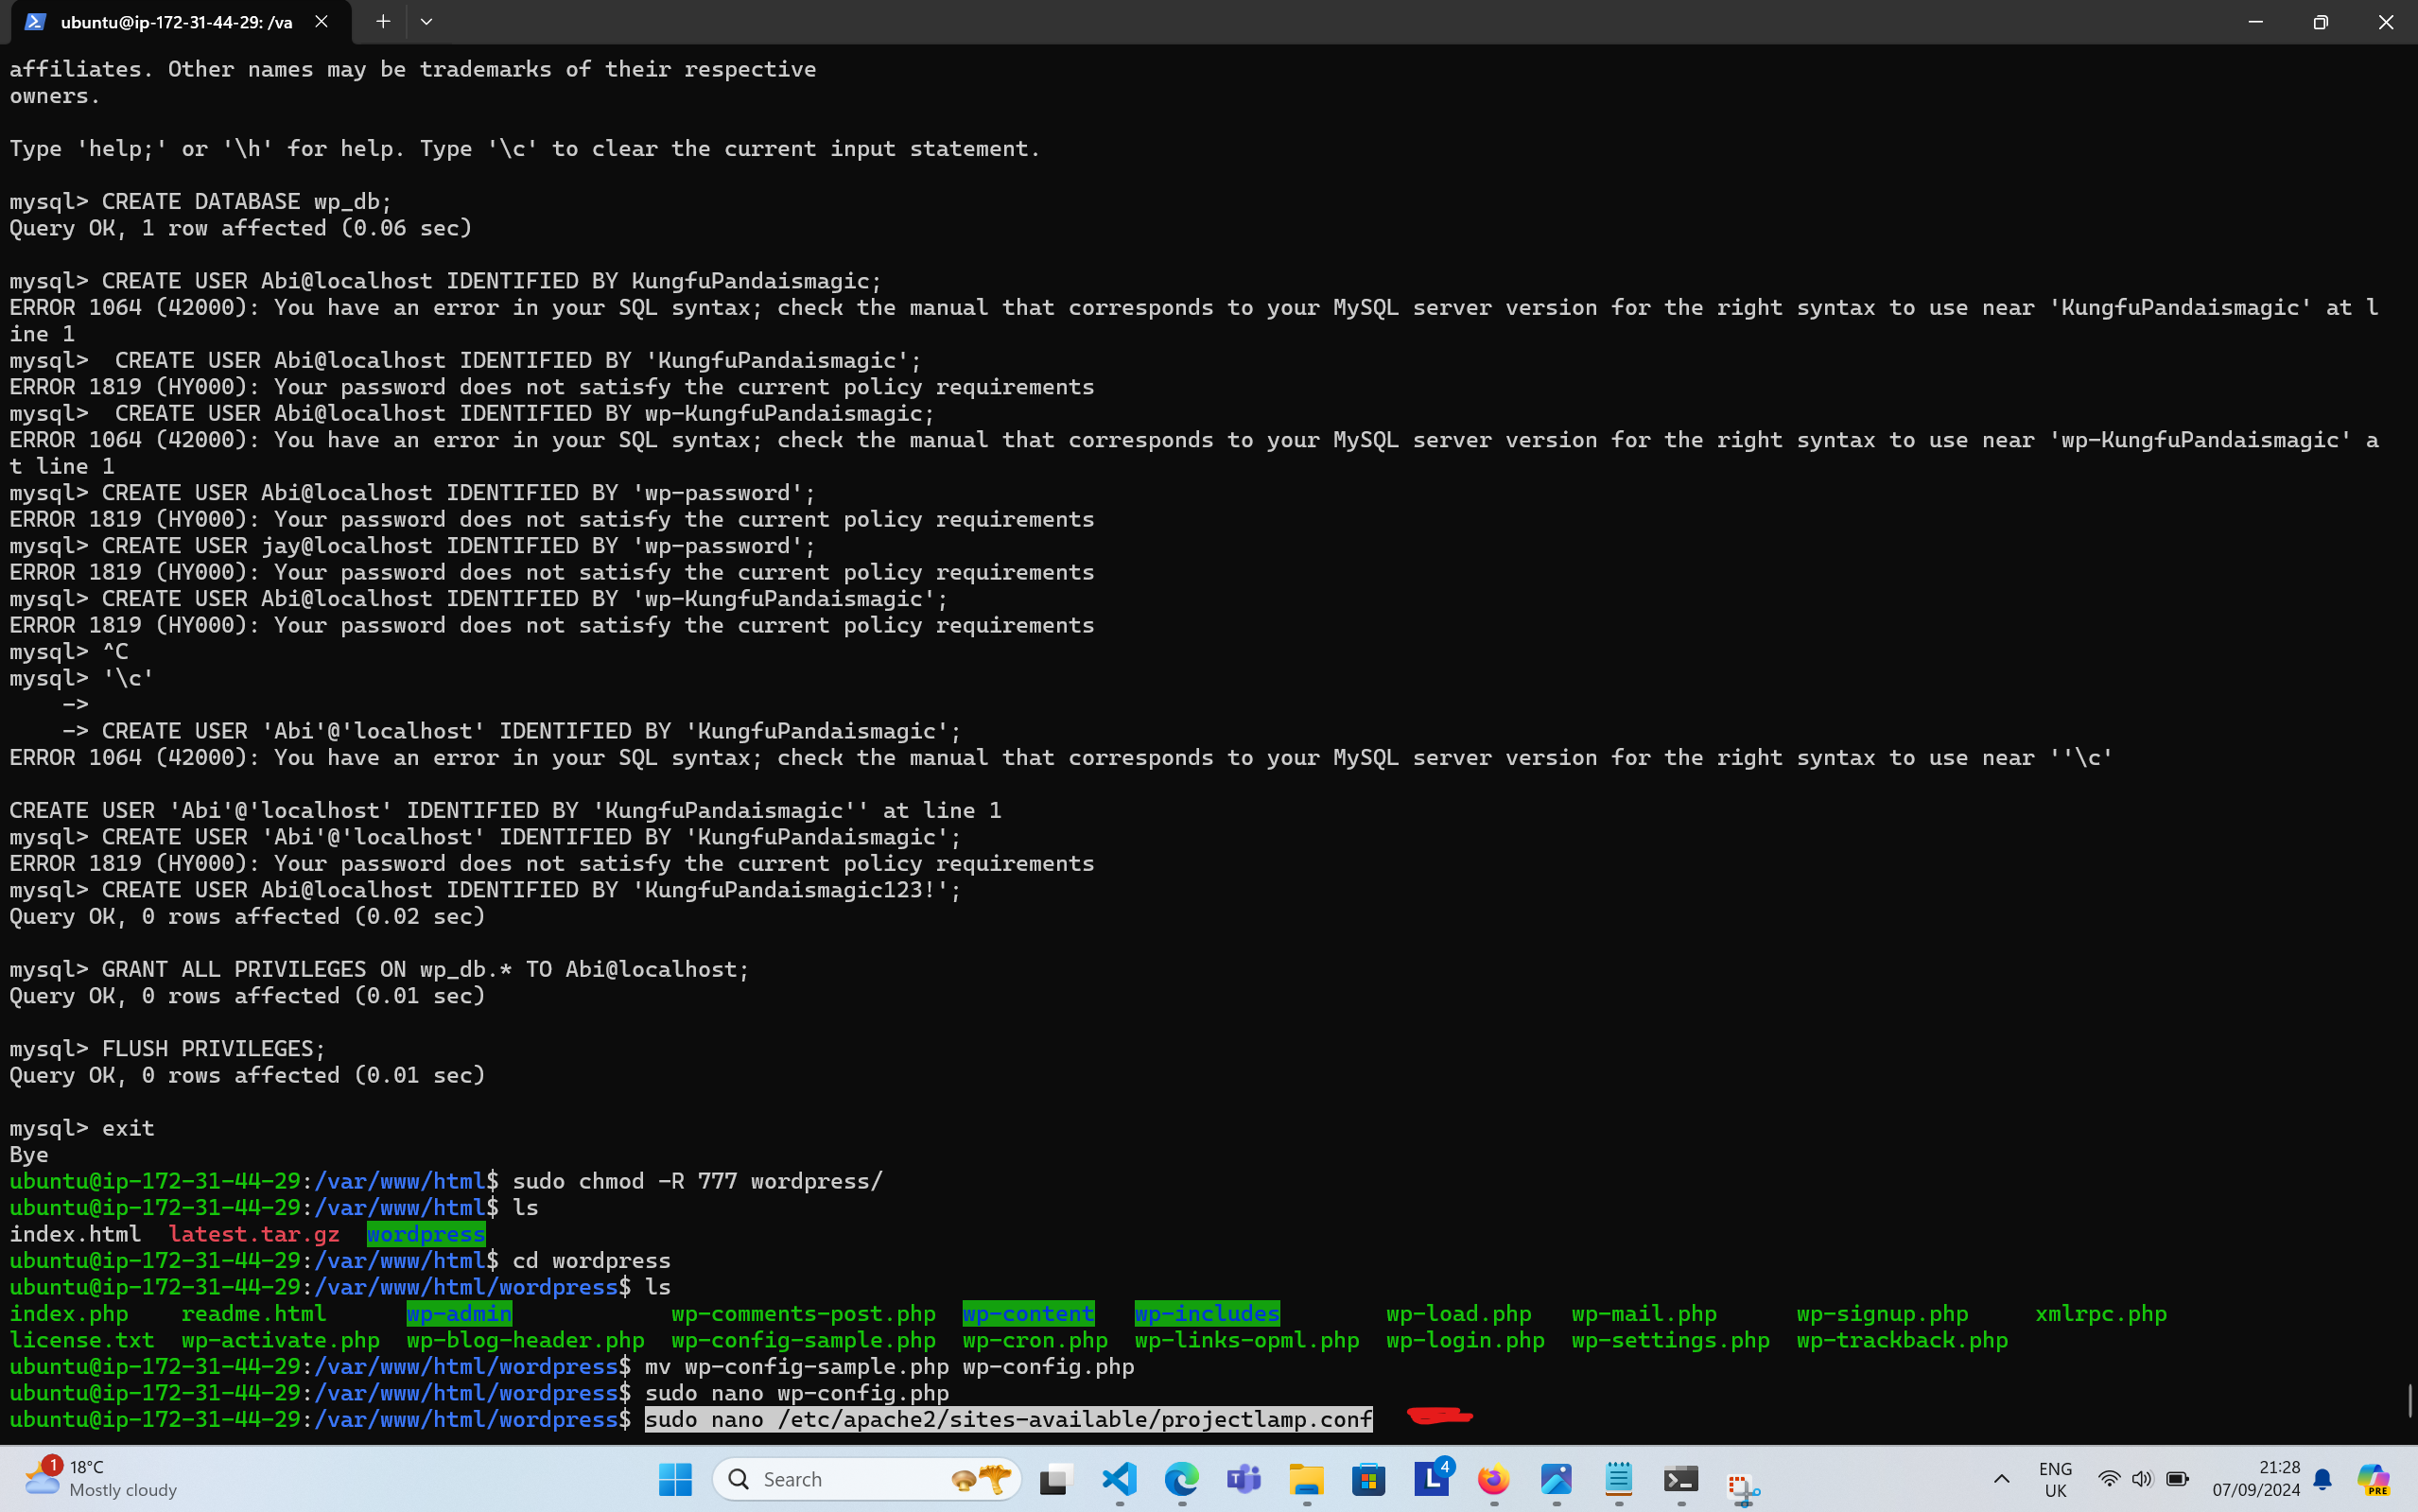 ubuntu@ip-172-31-44-29: /va
affiliates. Other names may be trademarks of their respective
owners.
Type 'help;' or '\h' for help. Type '\c' to clear the current input statement.
mysql> CREATE DATABASE wp_db;
Query OK, 1 row affected (0.06 sec)
mysql> CREATE USER Abi@localhost IDENTIFIED BY KungfuPandaismagic;
ERROR 1064 (42000): You have an error in your SQL syntax; check the manual that corresponds to your MySQL server version for the right syntax to use near 'KungfuPandaismagic' at l
ine 1
mysql>  CREATE USER Abi@localhost IDENTIFIED BY 'KungfuPandaismagic';
ERROR 1819 (HY000): Your password does not satisfy the current policy requirements
mysql>  CREATE USER Abi@localhost IDENTIFIED BY wp-KungfuPandaismagic;
ERROR 1064 (42000): You have an error in your SQL syntax; check the manual that corresponds to your MySQL server version for the right syntax to use near 'wp-KungfuPandaismagic' a
t line 1
mysql> CREATE USER Abi@localhost IDENTIFIED BY 'wp-password';
ERROR 1819 (HY000): Your password does not satisfy the current policy requirements
mysql> CREATE USER jay@localhost IDENTIFIED BY 'wp-password';
ERROR 1819 (HY000): Your password does not satisfy the current policy requirements
mysql> CREATE USER Abi@localhost IDENTIFIED BY 'wp-KungfuPandaismagic';
ERROR 1819 (HY000): Your password does not satisfy the current policy requirements
mysql> ^C
mysql> '\c'
    ->
    -> CREATE USER 'Abi'@'localhost' IDENTIFIED BY 'KungfuPandaismagic';
ERROR 1064 (42000): You have an error in your SQL syntax; check the manual that corresponds to your MySQL server version for the right syntax to use near ''\c'
CREATE USER 'Abi'@'localhost' IDENTIFIED BY 'KungfuPandaismagic'' at line 1
mysql> CREATE USER 'Abi'@'localhost' IDENTIFIED BY 'KungfuPandaismagic';
ERROR 1819 (HY000): Your password does not satisfy the current policy requirements
mysql> CREATE USER Abi@localhost IDENTIFIED BY 'KungfuPandaismagic123!';
Query OK, 0 rows affected (0.02 sec)
mysql> GRANT ALL PRIVILEGES ON wp_db.* TO Abi@localhost;
Query OK, 0 rows affected (0.01 sec)
mysql> FLUSH PRIVILEGES;
Query OK, 0 rows affected (0.01 sec)
mysql> exit
Bye
ubuntu@ip-172-31-44-29:/var/www/html$ sudo chmod -R 777 wordpress/
ubuntu@ip-172-31-44-29:/var/www/html$ ls
index.html  latest.tar.gz  wordpress
ubuntu@ip-172-31-44-29:/var/www/html$ cd wordpress
ubuntu@ip-172-31-44-29:/var/www/html/wordpress$ ls
index.php    readme.html      wp-admin            wp-comments-post.php  wp-content   wp-includes        wp-load.php   wp-mail.php      wp-signup.php     xmlrpc.php
license.txt  wp-activate.php  wp-blog-header.php  wp-config-sample.php  wp-cron.php  wp-links-opml.php  wp-login.php  wp-settings.php  wp-trackback.php
ubuntu@ip-172-31-44-29:/var/www/html/wordpress$ mv wp-config-sample.php wp-config.php
ubuntu@ip-172-31-44-29:/var/www/html/wordpress$ sudo nano wp-config.php
ubuntu@ip-172-31-44-29:/var/www/html/wordpress$ sudo nano /etc/apache2/sites-available/projectlamp.conf
1 18°C
Mostly cloudy
Search
T
L 4
ENG
UK
21:28
07/09/2024
PRE